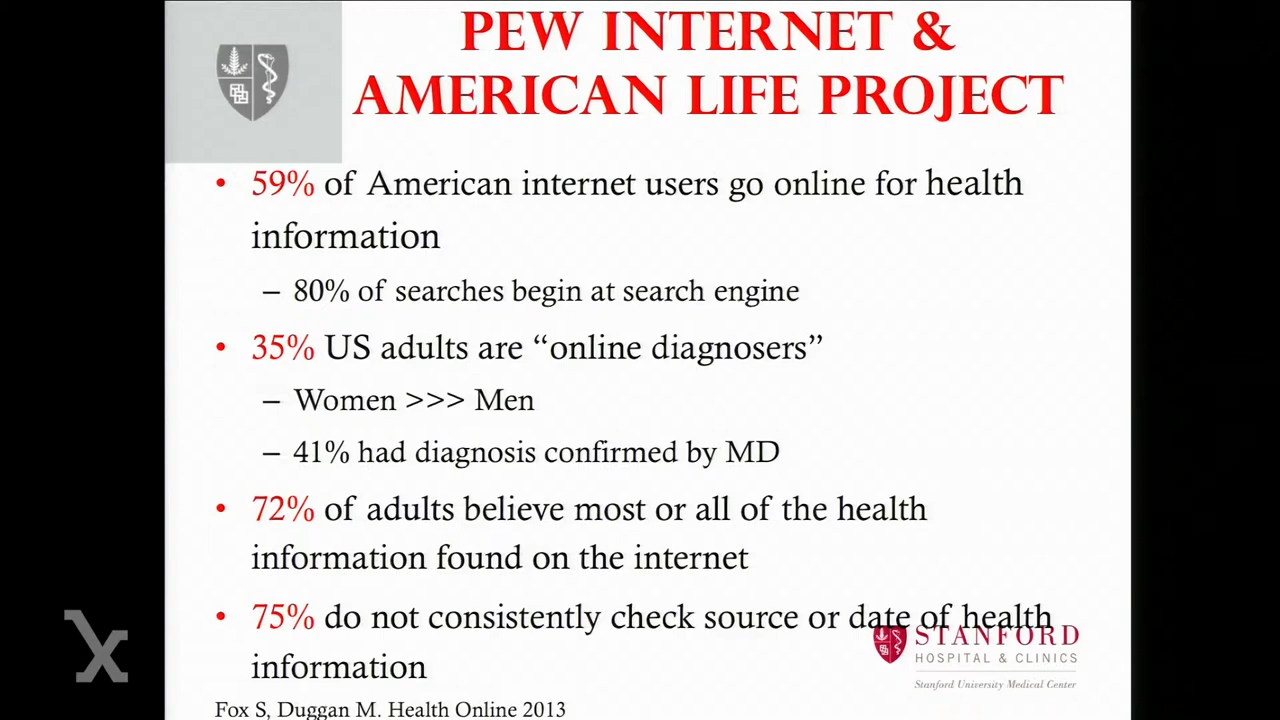 PEW INTERNET &
AMERICAN LIFE PROJECT
• 59% of American internet users go online for health
information
– 80% of searches begin at search engine
• 35% US adults are “online diagnosers”
– Women >>> Men
– 41% had diagnosis confirmed by MD
• 72% of adults believe most or all of the health
information found on the internet
• 75% do not consistently check source or date of health
information
STANFORD
HOSPITAL & CLINICS
Stanford University Medical Center
Fox S, Duggan M. Health Online 2013